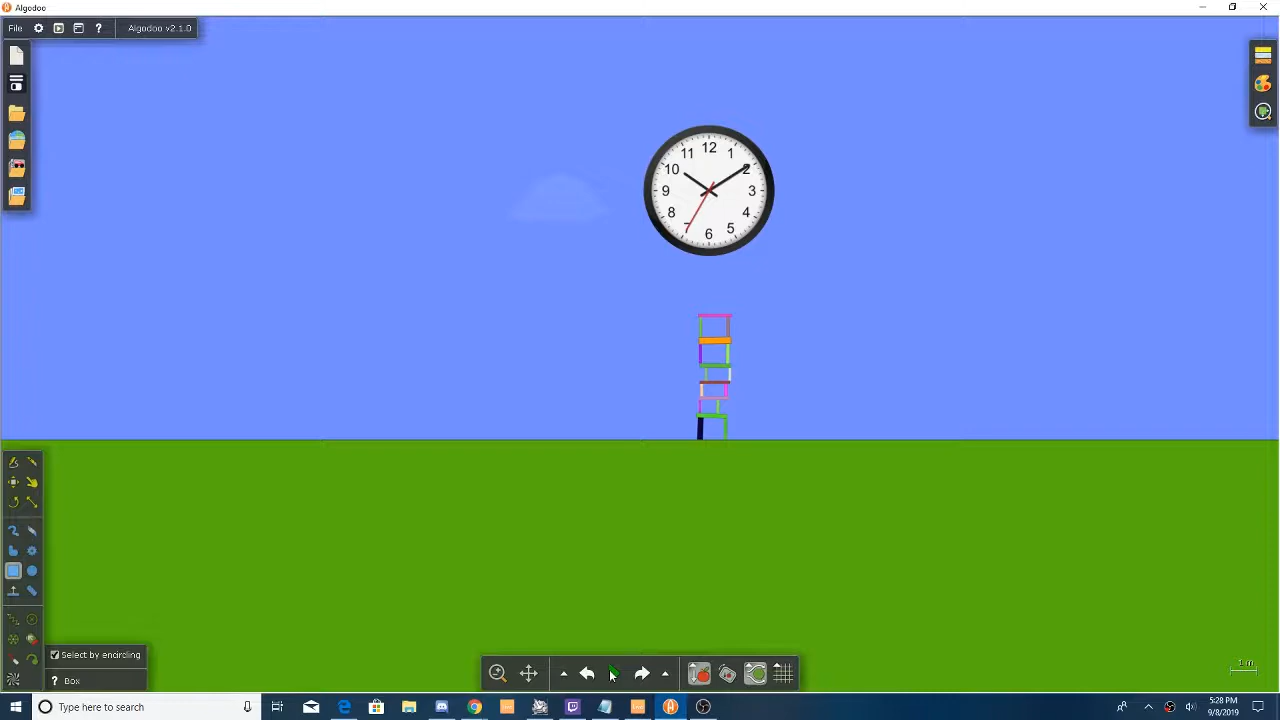 Algodoo
File ? Algodoo v2.1.0
12
11 1
10 2
9 3
8 4
7 5
6
Select by encircling
? Box
1 m
Type here to search
5:28 PM
9/8/2019